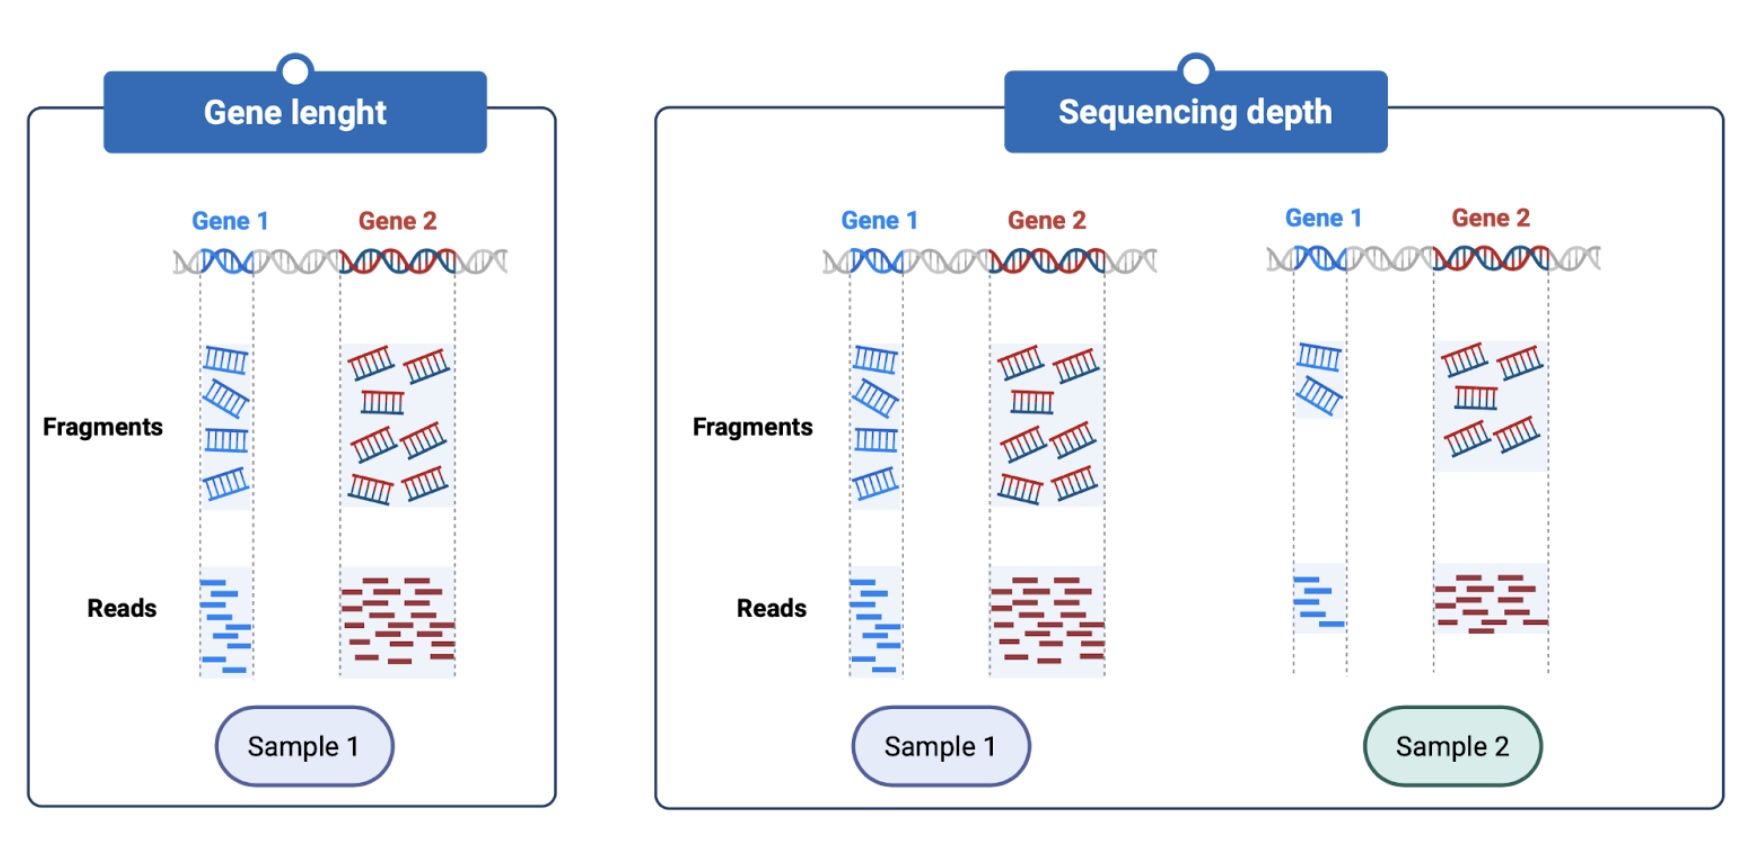 Gene lenght
Gene 1
Gene 2
Fragments
Reads
Sample 1
Sequencing depth
Gene 1
Gene 2
Gene 1
Gene 2
Fragments
Reads
Sample 1
Sample 2